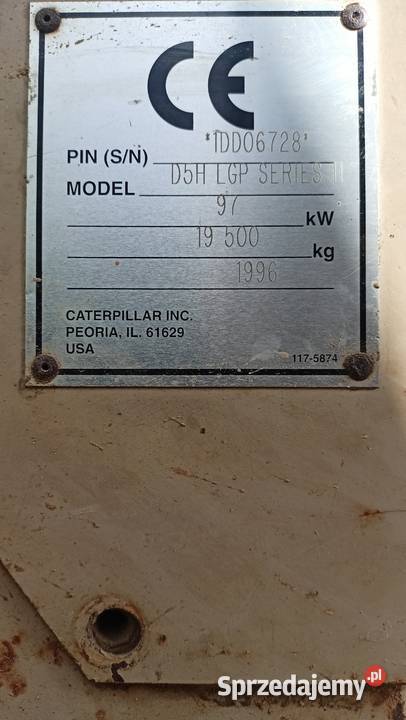 CE
PIN (S/N) *1DD06728*
MODEL D5H LGP SERIES II
97 kW
19 500 kg
1996
CATERPILLAR INC.
PEORIA, IL. 61629
USA
117-5874
Sprzedajemy.pl